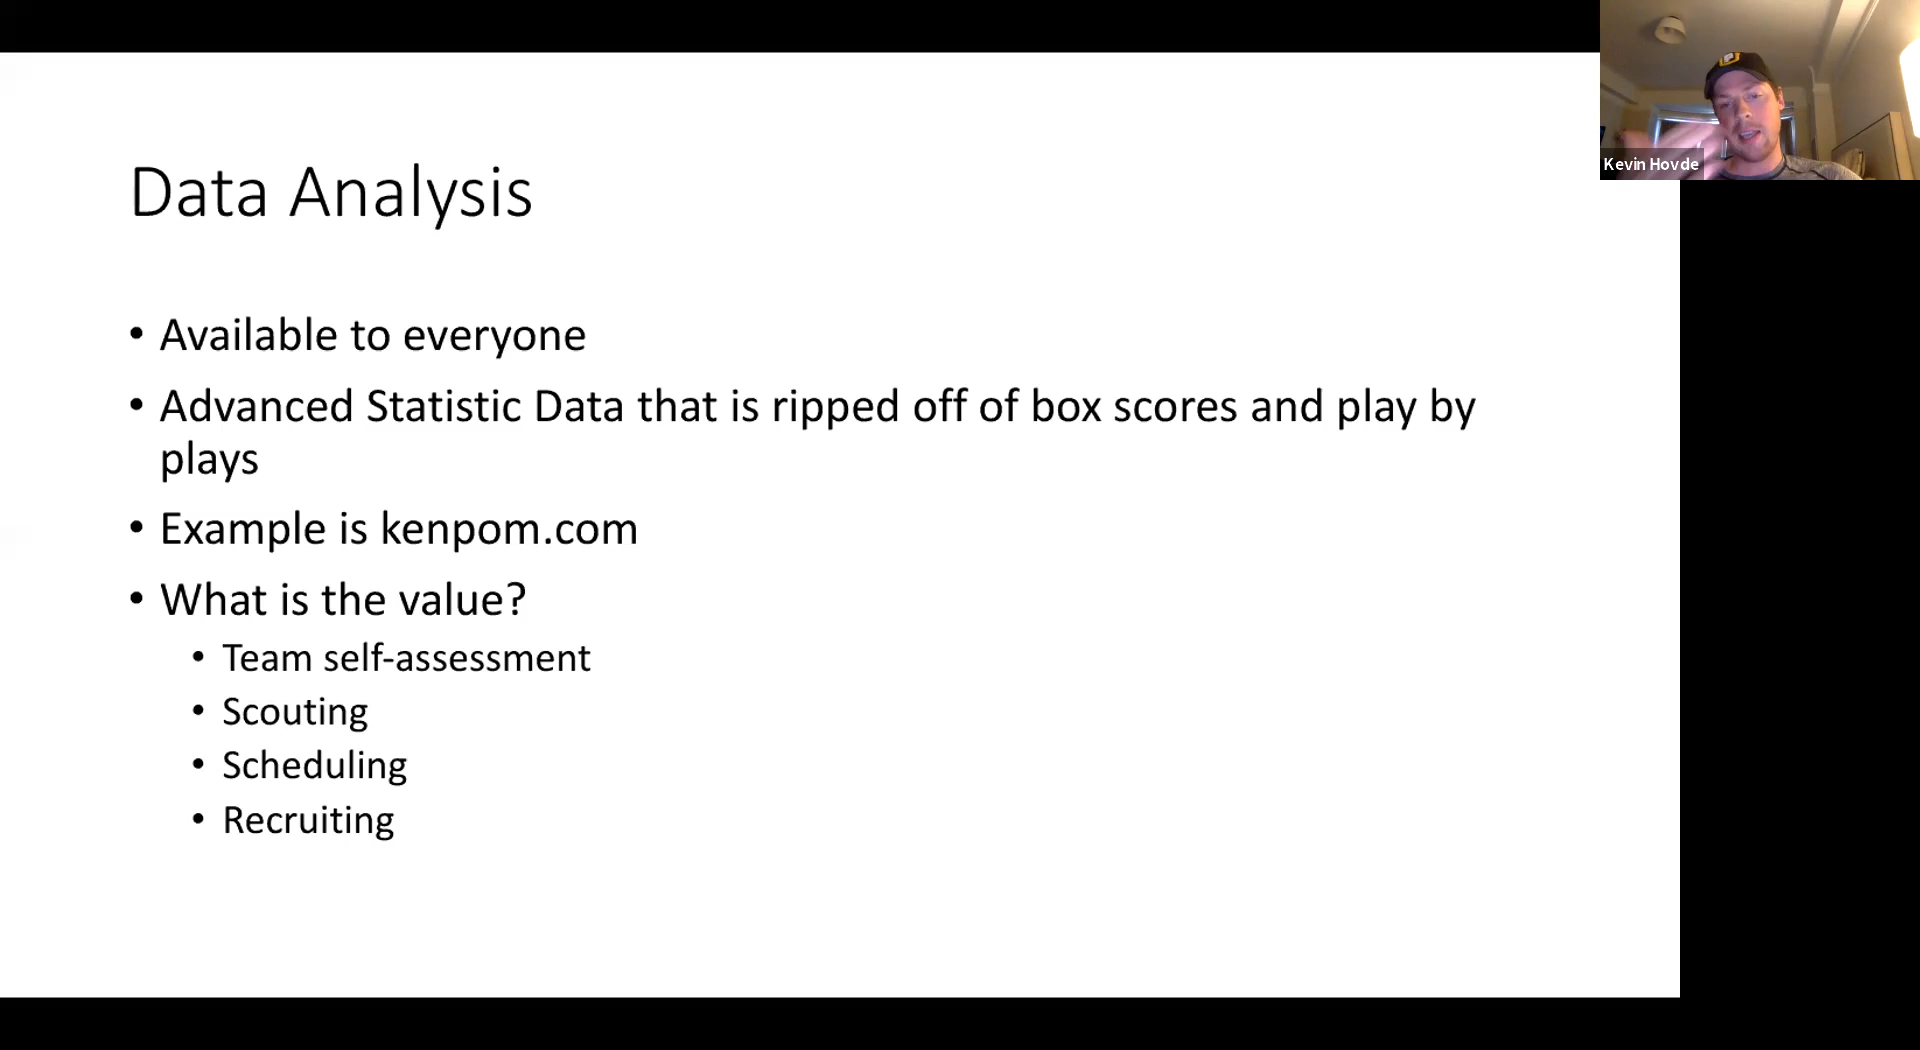 Data Analysis
• Available to everyone
• Advanced Statistic Data that is ripped off of box scores and play by
plays
• Example is kenpom.com
• What is the value?
• Team self-assessment
• Scouting
• Scheduling
• Recruiting
Kevin Hovde